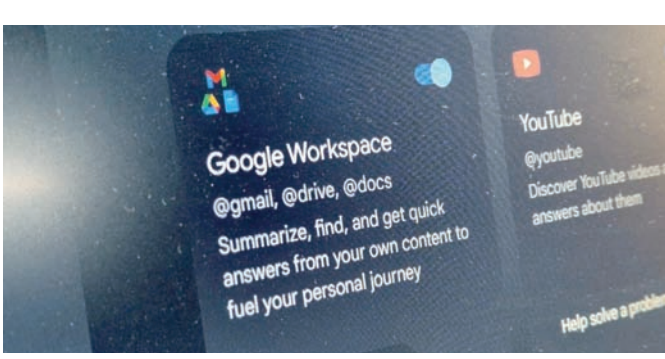 Google Workspace
@gmail, @drive, @docs
Summarize, find, and get quick
answers from your own content to
fuel your personal journey
YouTube
@youtube
Discover YouTube videos
answers about them
Help solve a problem